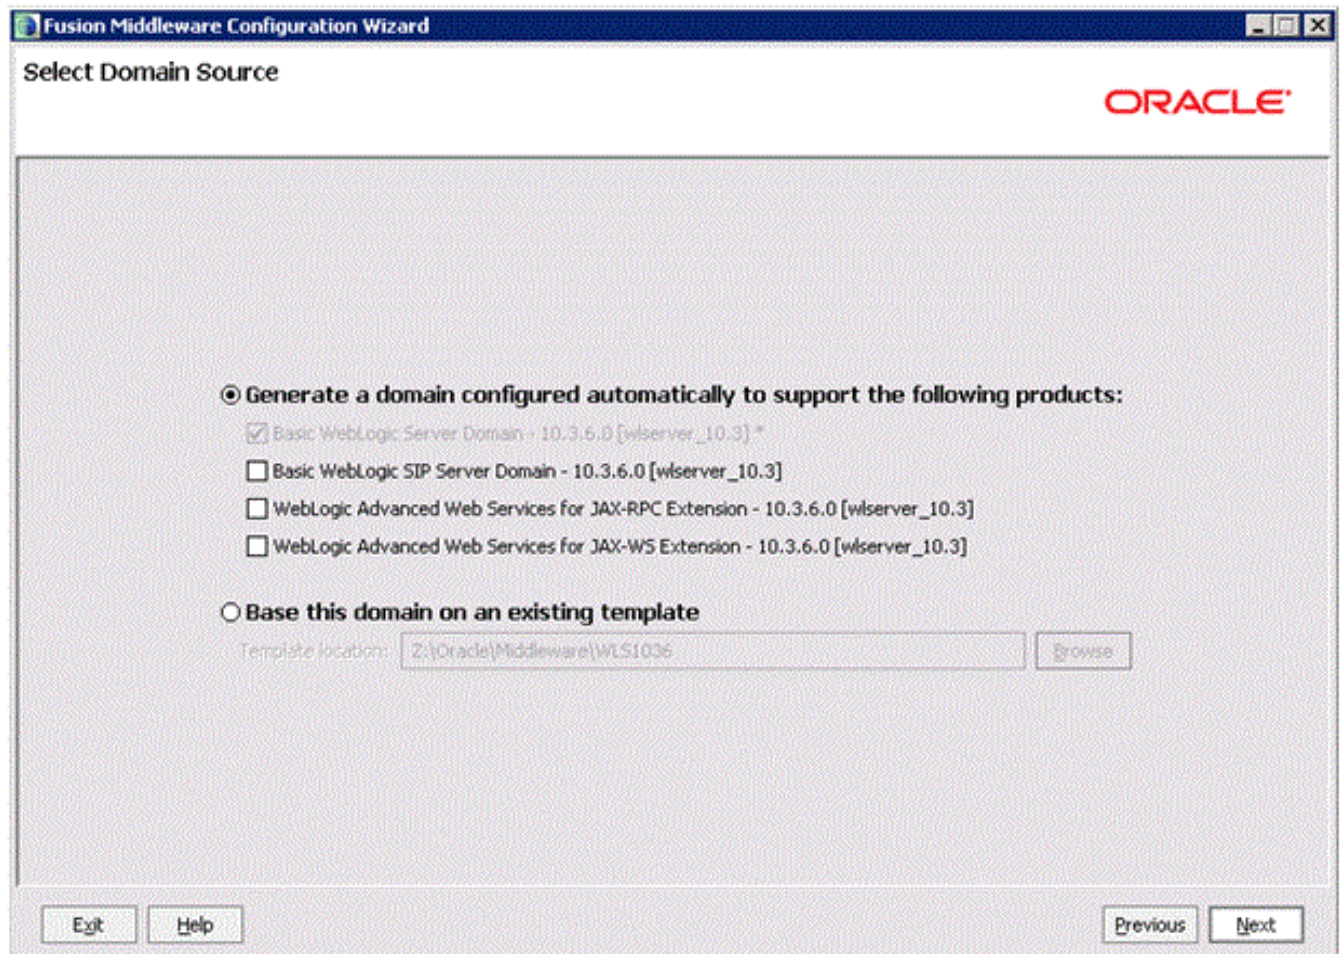 Fusion Middleware Configuration Wizard
Select Domain Source
ORACLE
Generate a domain configured automatically to support the following products:
Basic WebLogic Server Domain - 10.3.6.0 [wlserver_10.3] *
Basic WebLogic SIP Server Domain - 10.3.6.0 [wlserver_10.3]
WebLogic Advanced Web Services for JAX-RPC Extension - 10.3.6.0 [wlserver_10.3]
WebLogic Advanced Web Services for JAX-WS Extension - 10.3.6.0 [wlserver_10.3]
Base this domain on an existing template
Template location: Z:\Oracle\Middleware\WLS1036 Browse
Exit Help Previous Next